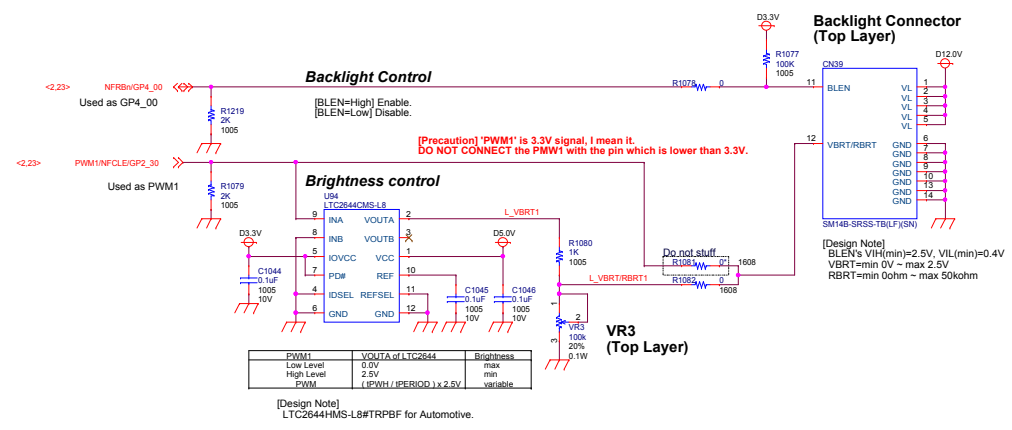 D3.3V
Backlight Connector
(Top Layer)
R1077
100K
1005
D12.0V
CN39
<2,23>
NFRBn/GP4_00
Backlight Control
R1078
0
11
BLEN
VL
1
VL
2
VL
3
VL
4
VL
5
Used as GP4_00
[BLEN=High] Enable.
[BLEN=Low] Disable.
R1219
2K
1005
[Precaution] 'PWM1' is 3.3V signal, I mean it.
DO NOT CONNECT the PMW1 with the pin which is lower than 3.3V.
12
VBRT/RBRT
GND
6
GND
7
GND
8
GND
9
GND
10
GND
13
GND
14
<2,23>
PWM1/NFCLE/GP2_30
Used as PWM1
R1079
2K
1005
Brightness control
U94
LTC2644CMS-L8
SM14B-SRSS-TB(LF)(SN)
9
INA
VOUTA
2
L_VBRT1
8
INB
VOUTB
3
D3.3V
D5.0V
5
IOVCC
VCC
1
7
PD#
REF
10
4
IDSEL
REFSEL
11
6
GND
GND
12
C1044
0.1uF
1005
10V
C1045
0.1uF
1005
10V
C1046
0.1uF
1005
10V
R1080
1K
1005
L_VBRT/RBRT1
Do not stuff
R1081
0*
1608
R1082
0
1608
[Design Note]
BLEN's VIH(min)=2.5V, VIL(min)=0.4V
VBRT=min 0V ~ max 2.5V
RBRT=min 0ohm ~ max 50kohm
1
2
3
VR3
100k
20%
0.1W
VR3
(Top Layer)
PWM1 VOUTA of LTC2644 Brightness
Low Level 0.0V max
High Level 2.5V min
PWM ( tPWH / tPERIOD ) x 2.5V variable
[Design Note]
LTC2644HMS-L8#TRPBF for Automotive.